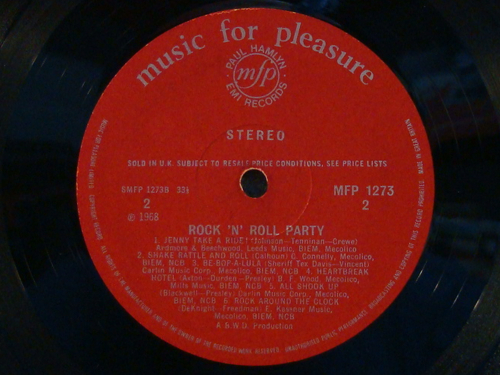 music for pleasure
PAUL HAMLYN
mfp
EMI RECORDS
STEREO
SOLD IN U.K. SUBJECT TO RESALE PRICE CONDITIONS, SEE PRICE LISTS
SMFP 1273B 33⅓
MFP 1273
2
2
℗ 1968
ROCK 'N' ROLL PARTY
1. JENNY TAKE A RIDE! (Johnson-Penniman-Crewe)
Ardmore & Beechwood, Leeds Music, BIEM, Mecolico
2. SHAKE RATTLE AND ROLL (Calhoun) C. Connelly, Mecolico,
BIEM, NCB 3. BE-BOP-A-LULA (Sheriff Tex Davis-Vincent)
Carlin Music Corp. Mecolico, BIEM, NCB 4. HEARTBREAK
HOTEL (Axton-Durden-Presley) B. F. Wood, Mecolico,
Mills Music, BIEM, NCB 5. ALL SHOOK UP
(Blackwell-Presley) Carlin Music Corp., Mecolico,
BIEM, NCB 6. ROCK AROUND THE CLOCK
(DeKnight, Freedman) E. Kassner Music,
Mecolico, BIEM, NCB
A S.W.D. Production